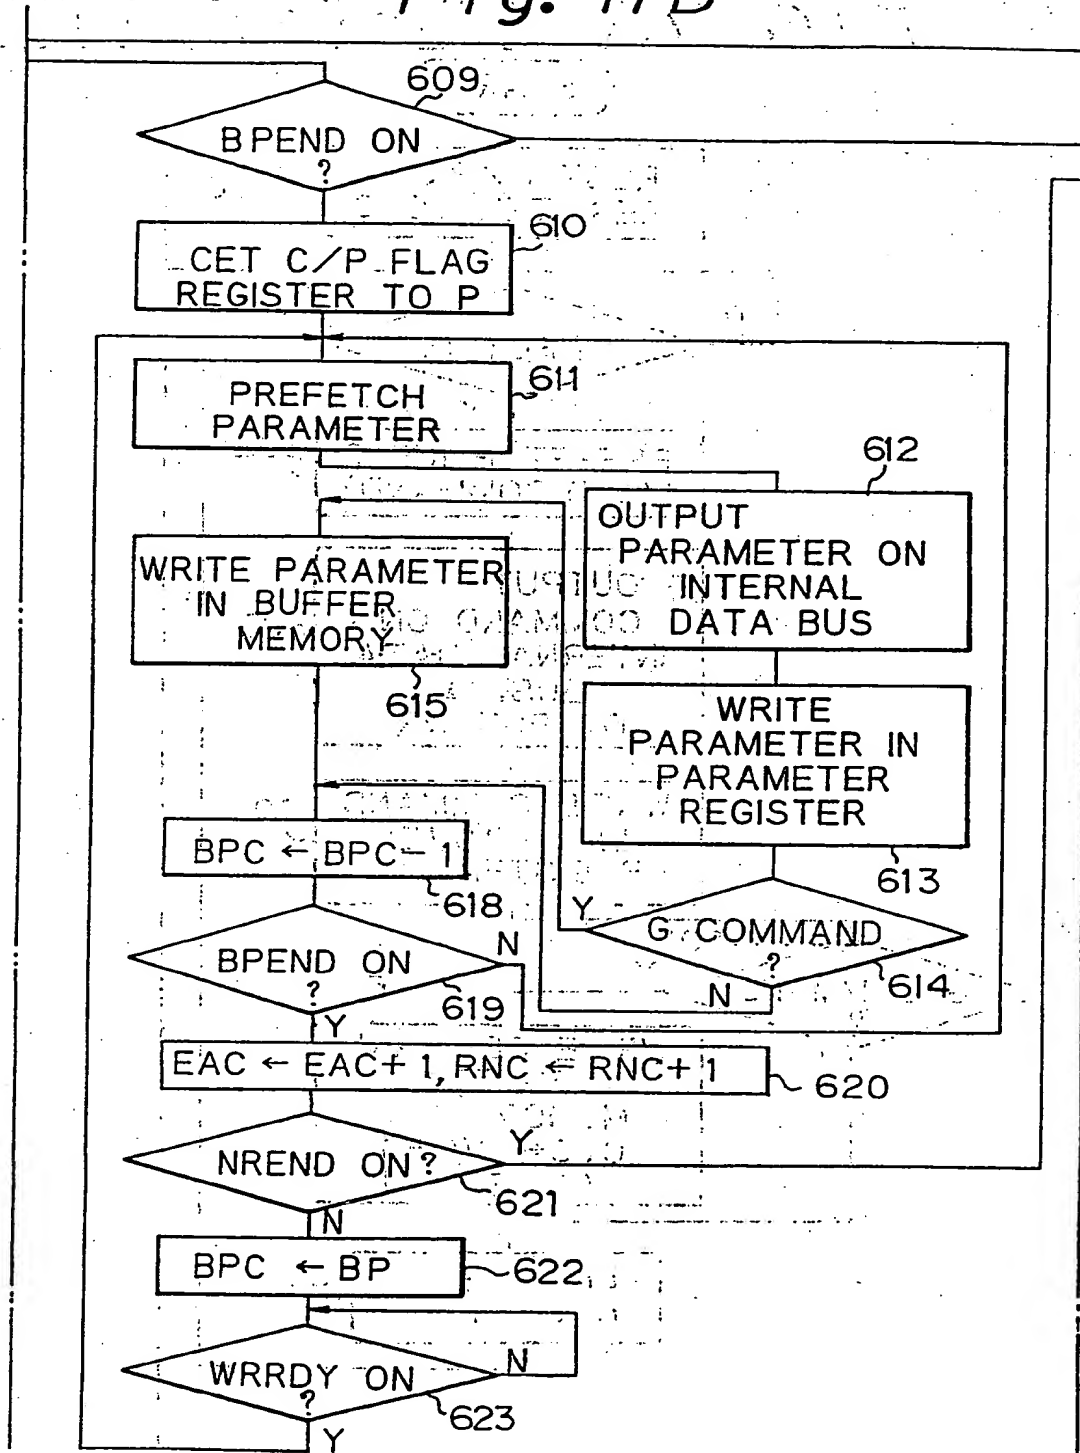 Fig. 17B
609
BPEND ON
?
610
CET C/P FLAG
REGISTER TO P
611
PREFETCH
PARAMETER
612
OUTPUT
PARAMETER ON
INTERNAL
DATA BUS
WRITE PARAMETER
IN BUFFER
MEMORY
615
WRITE
PARAMETER IN
PARAMETER
REGISTER
613
BPC ← BPC - 1
618
Y
G COMMAND
?
614
N
BPEND ON
?
N
619
Y
EAC ← EAC + 1, RNC ← RNC + 1
620
NREND ON ?
Y
621
N
BPC ← BP
622
WRRDY ON
?
N
623
Y